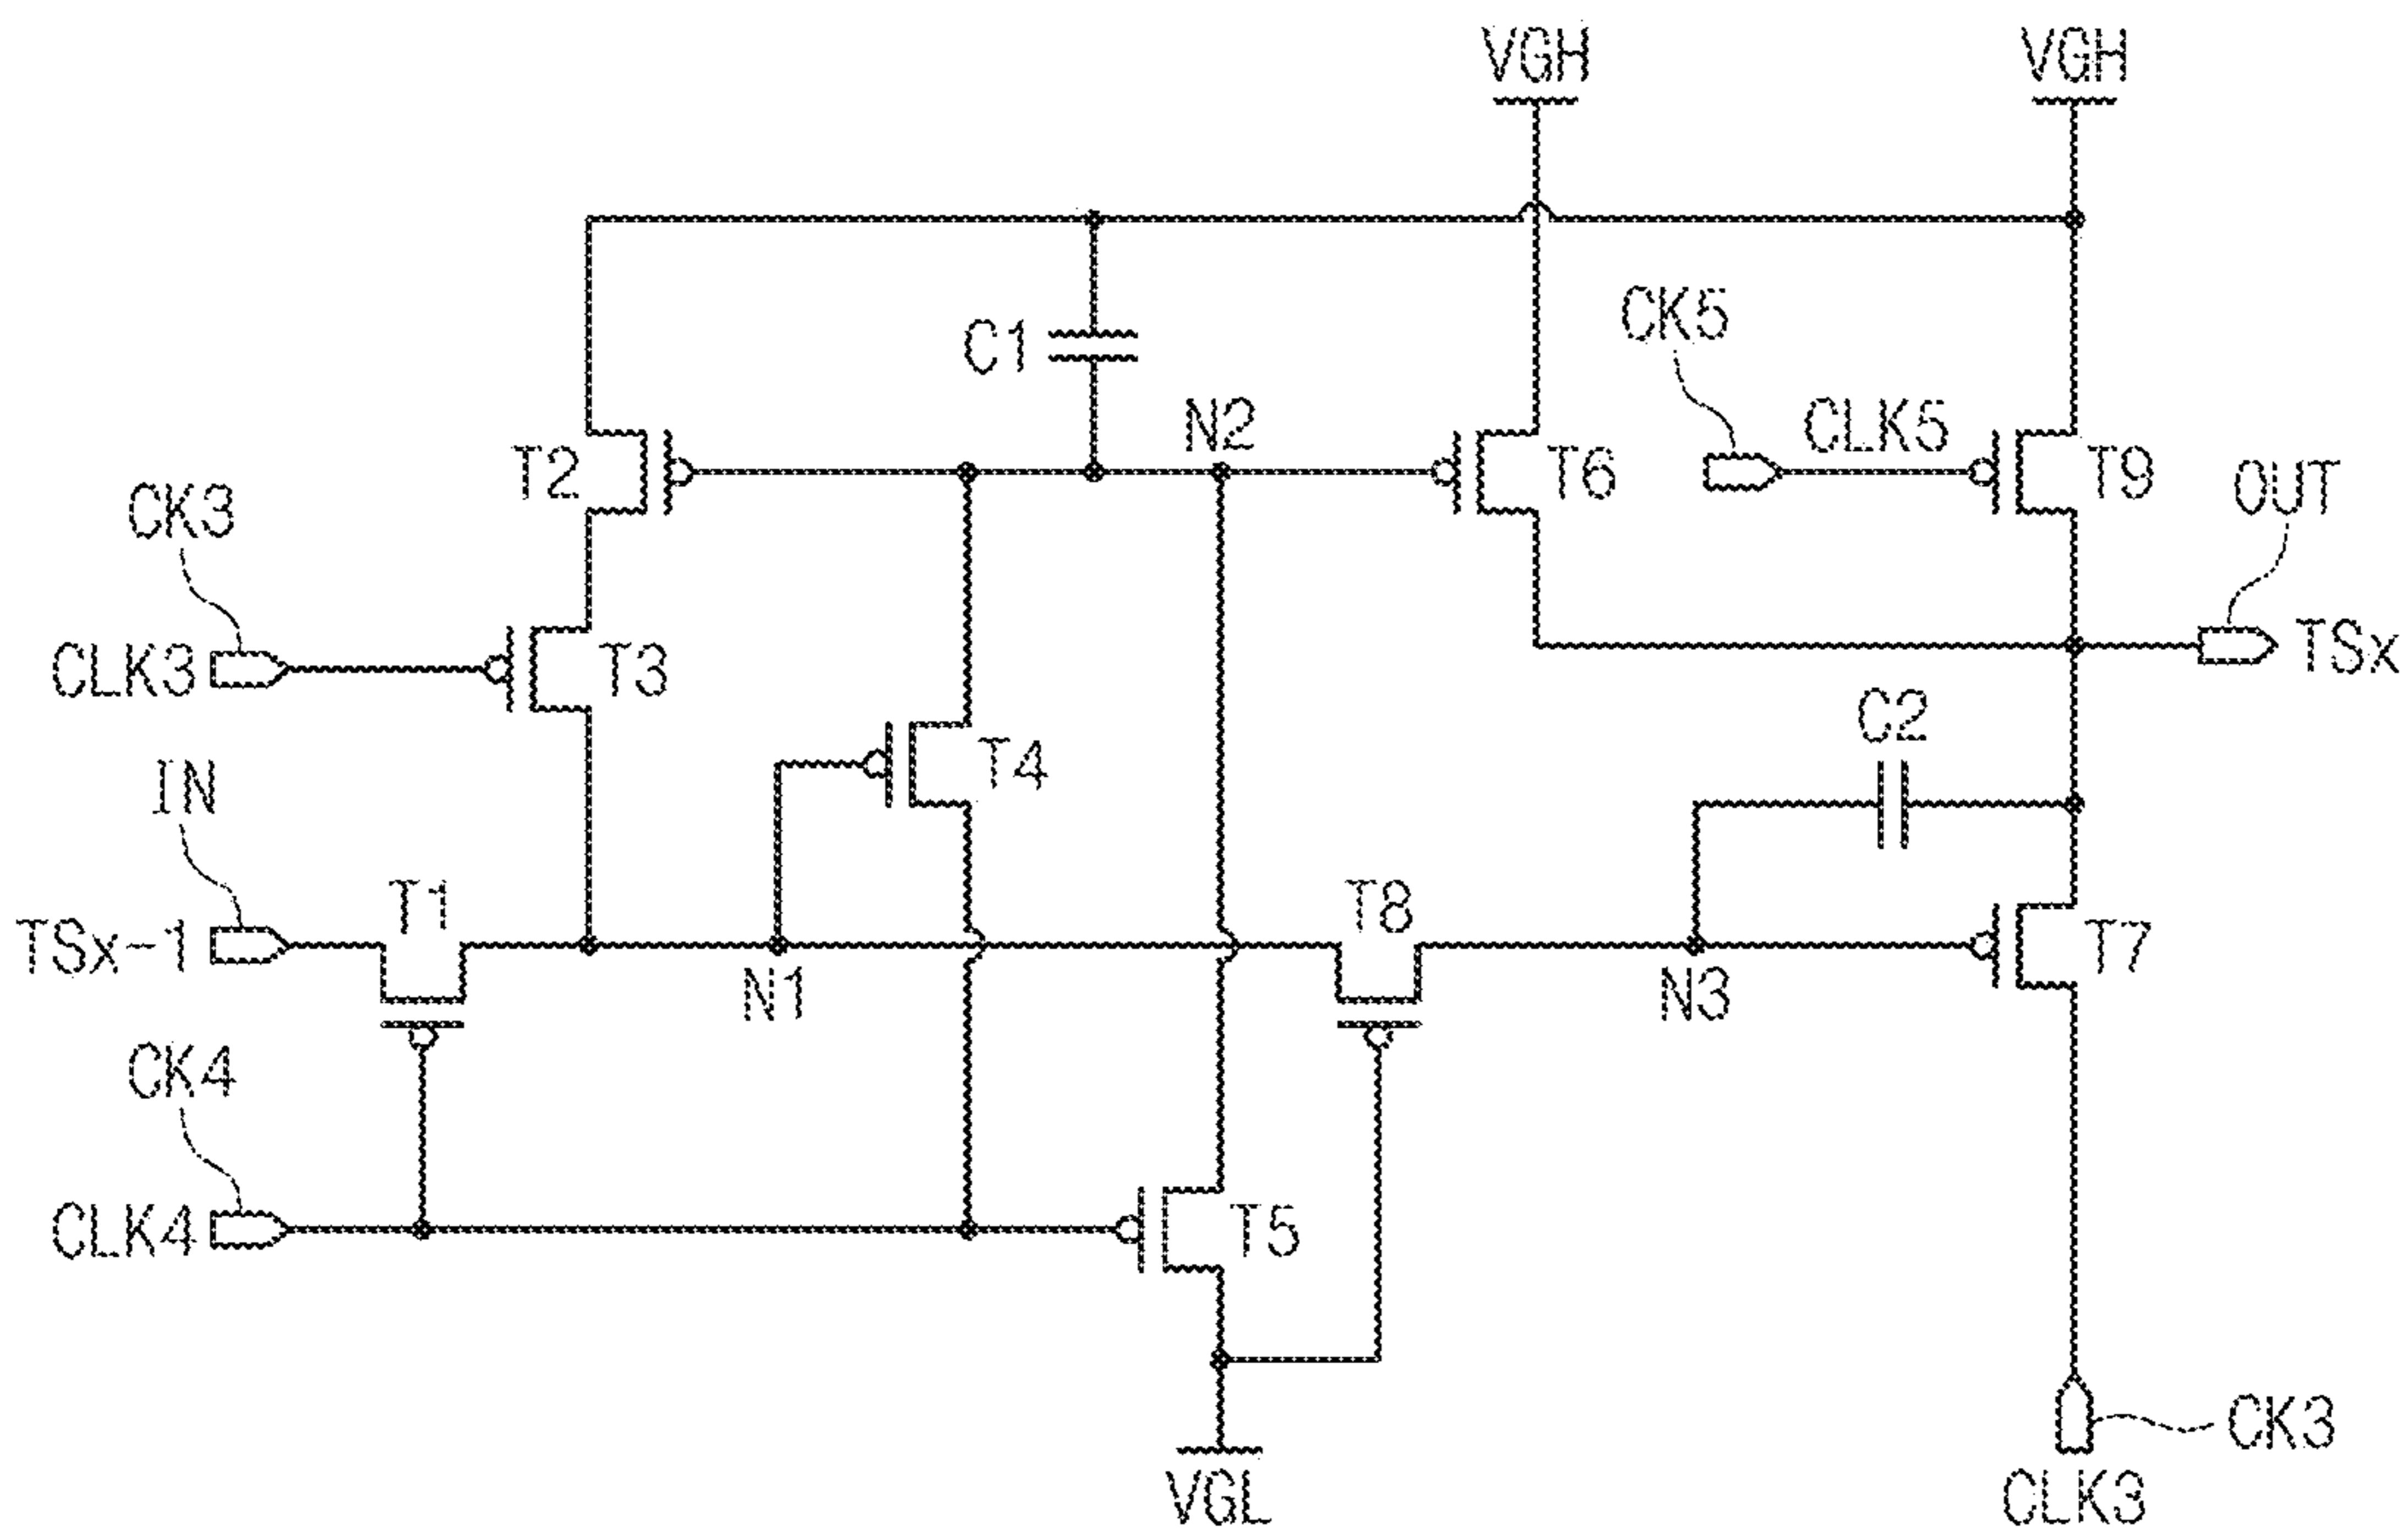 VGH
VGH
CK5
C1
N2
CLK5
T2
T6
T9
OUT
CK3
CLK3
T3
TSx
C2
T4
IN
T1
T8
TSx-1
T7
N1
N3
CK4
CLK4
T5
CK3
VGL
CLK3